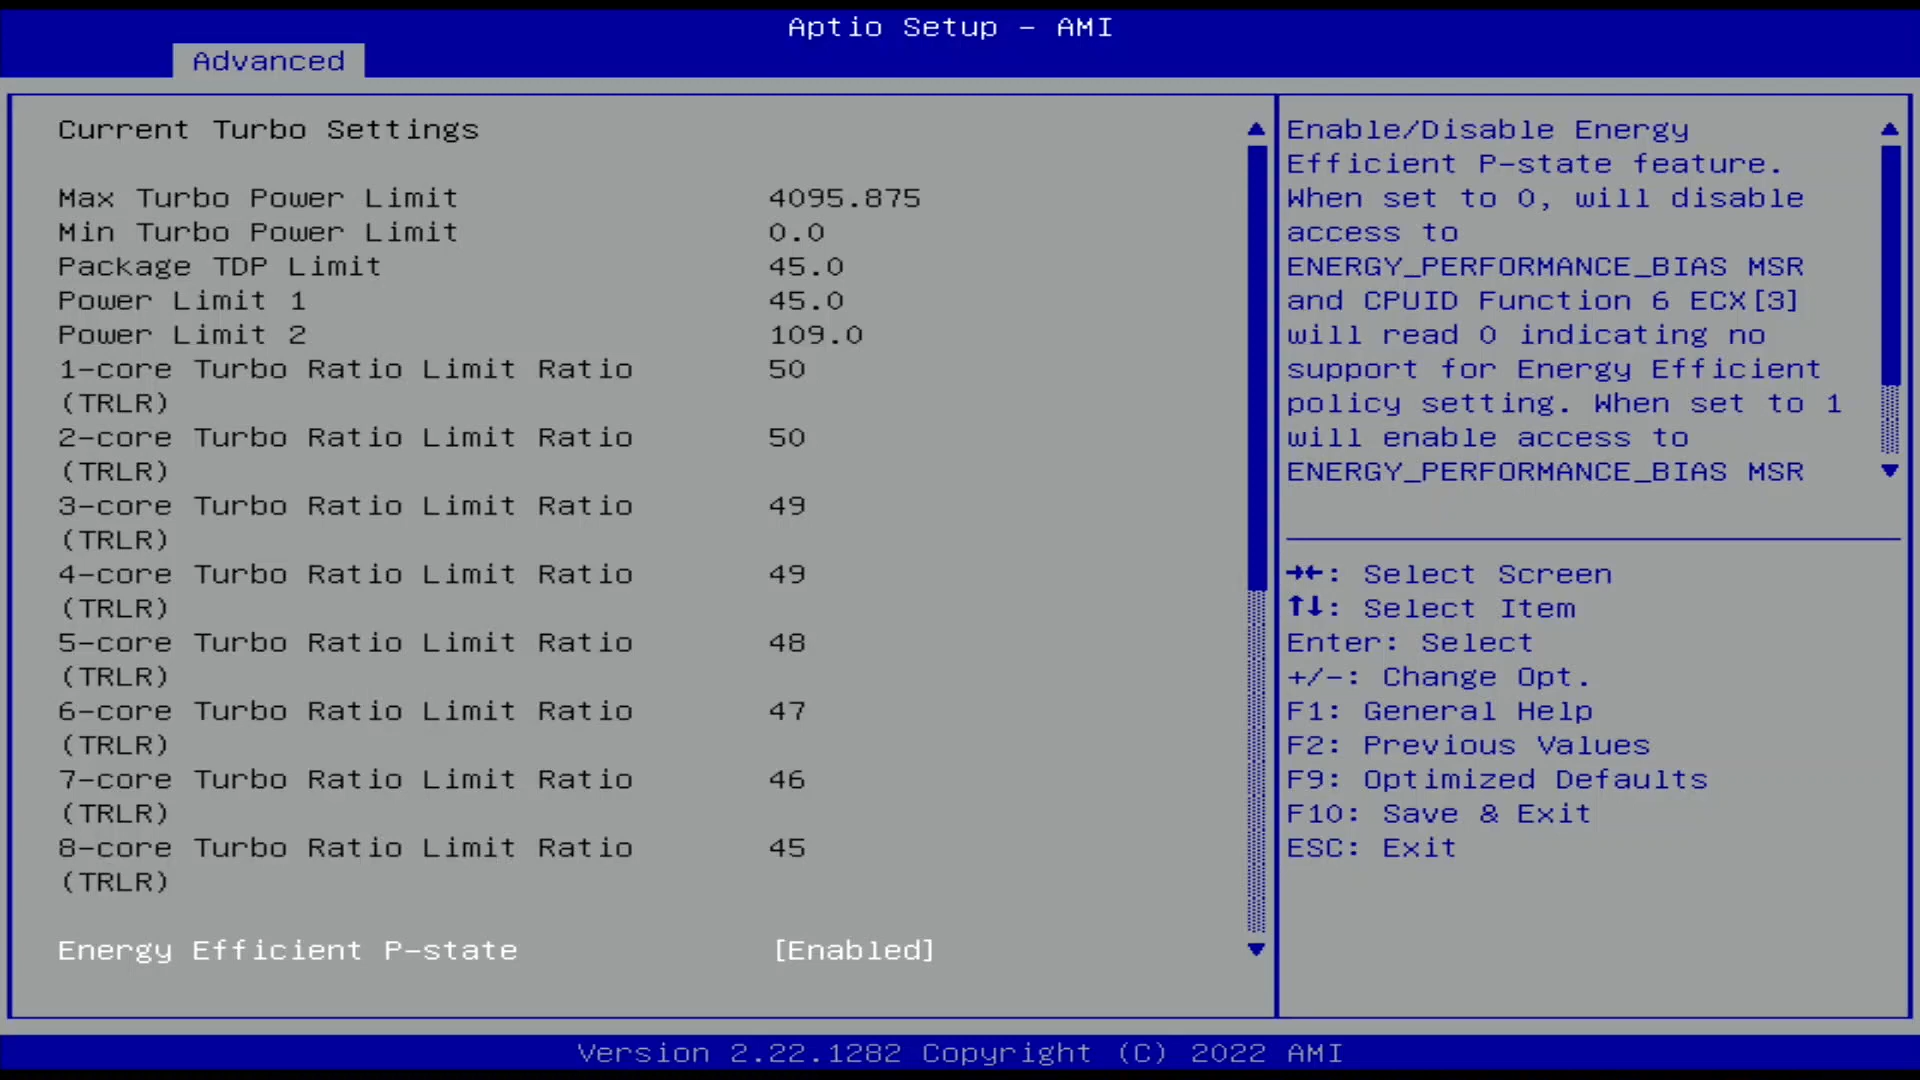 Aptio Setup - AMI
Advanced
Current Turbo Settings
Max Turbo Power Limit 4095.875
Min Turbo Power Limit 0.0
Package TDP Limit 45.0
Power Limit 1 45.0
Power Limit 2 109.0
1-core Turbo Ratio Limit Ratio 50
(TRLR)
2-core Turbo Ratio Limit Ratio 50
(TRLR)
3-core Turbo Ratio Limit Ratio 49
(TRLR)
4-core Turbo Ratio Limit Ratio 49
(TRLR)
5-core Turbo Ratio Limit Ratio 48
(TRLR)
6-core Turbo Ratio Limit Ratio 47
(TRLR)
7-core Turbo Ratio Limit Ratio 46
(TRLR)
8-core Turbo Ratio Limit Ratio 45
(TRLR)
Energy Efficient P-state [Enabled]
Enable/Disable Energy
Efficient P-state feature.
When set to 0, will disable
access to
ENERGY_PERFORMANCE_BIAS MSR
and CPUID Function 6 ECX[3]
will read 0 indicating no
support for Energy Efficient
policy setting. When set to 1
will enable access to
ENERGY_PERFORMANCE_BIAS MSR
→←: Select Screen
↑↓: Select Item
Enter: Select
+/-: Change Opt.
F1: General Help
F2: Previous Values
F9: Optimized Defaults
F10: Save & Exit
ESC: Exit
Version 2.22.1282 Copyright (C) 2022 AMI